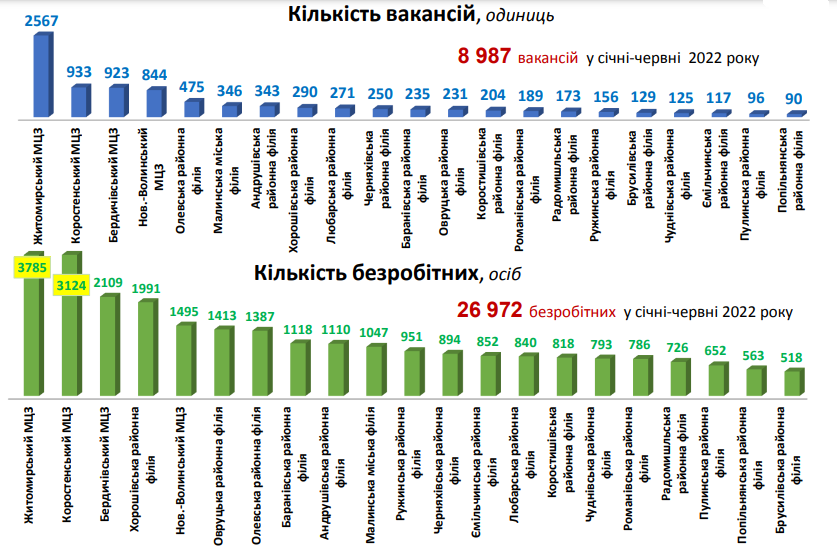 Кількість вакансій, одиниць
8 987 вакансій у січні-червні 2022 року
2567
933
923
844
475
346
343
290
271
250
235
231
204
189
173
156
129
125
117
96
90
Житомирський МЦЗ
Коростенський МЦЗ
Бердичівський МЦЗ
Нов.-Волинський
МЦЗ
Олевська районна
філія
Малинська міська
філія
Андрушівська
районна філія
Хорошівська районна
філія
Любарська районна
філія
Черняхівська
районна філія
Баранівська районна
філія
Овруцька районна
філія
Коростишівська
районна філія
Романівська районна
філія
Радомишльська
районна філія
Ружинська районна
філія
Брусилівська
районна філія
Чуднівська районна
філія
Ємільчинська
районна філія
Пулинська районна
філія
Попільнянська
районна філія
Кількість безробітних, осіб
26 972 безробітних у січні-червні 2022 року
3785
3124
2109
1991
1495
1413
1387
1118
1110
1047
951
894
852
840
818
793
786
726
652
563
518
Житомирський МЦЗ
Коростенський МЦЗ
Бердичівський МЦЗ
Хорошівська районна
філія
Нов.-Волинський МЦЗ
Овруцька районна філія
Олевська районна філія
Баранівська районна
філія
Андрушівська районна
філія
Малинська міська філія
Ружинська районна
філія
Черняхівська районна
філія
Ємільчинська районна
філія
Любарська районна
філія
Коростишівська
районна філія
Чуднівська районна
філія
Романівська районна
філія
Радомишльська
районна філія
Пулинська районна
філія
Попільнянська районна
філія
Брусилівська районна
філія